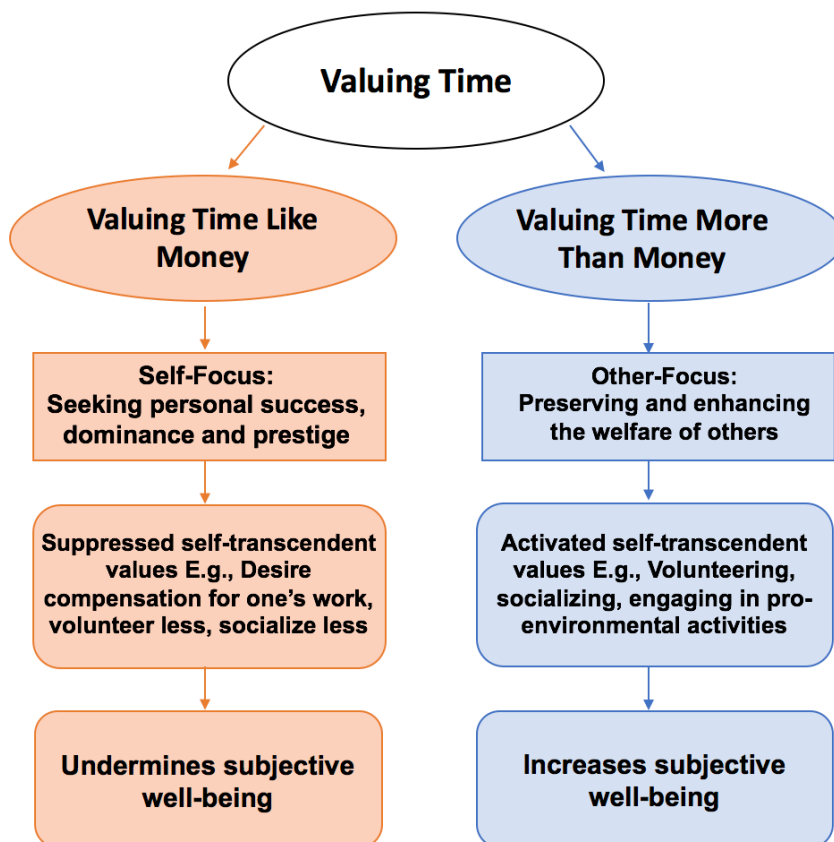 Valuing Time
Valuing Time Like
Money
Valuing Time More
Than Money
Self-Focus:
Seeking personal success,
dominance and prestige
Other-Focus:
Preserving and enhancing
the welfare of others
Suppressed self-transcendent
values E.g., Desire
compensation for one's work,
volunteer less, socialize less
Activated self-transcendent
values E.g., Volunteering,
socializing, engaging in pro-
environmental activities
Undermines subjective
well-being
Increases subjective
well-being